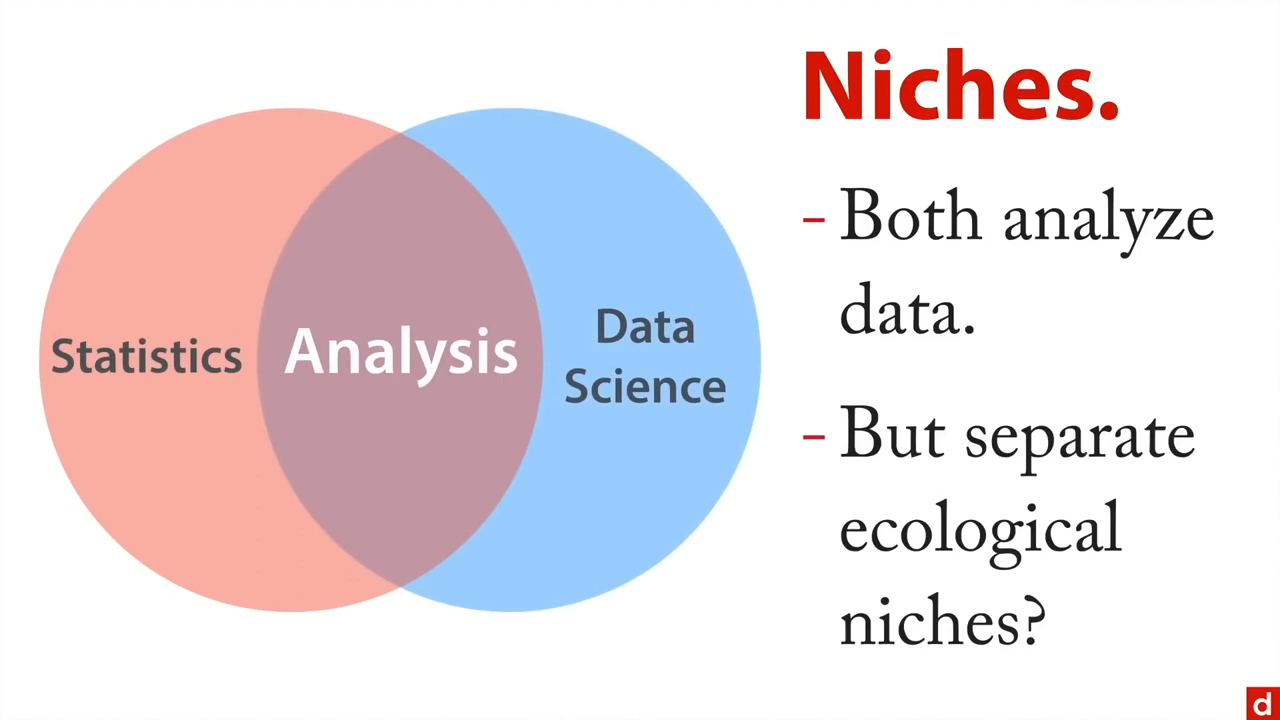 Niches.
Statistics
Analysis
Data
Science
- Both analyze
data.
- But separate
ecological
niches?
d